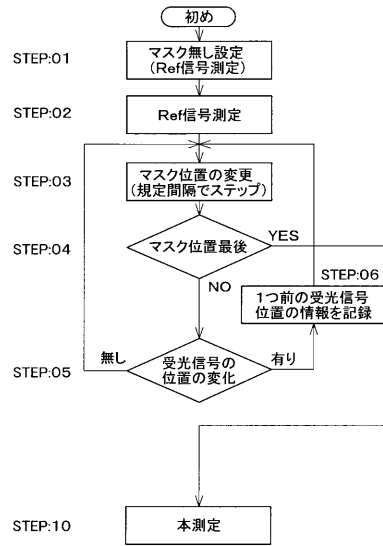 初め
STEP:01
マスク無し設定
(Ref信号測定)
STEP:02
Ref信号測定
STEP:03
マスク位置の変更
(規定間隔でステップ)
STEP:04
マスク位置最後
YES
NO
STEP:06
1つ前の受光信号
位置の情報を記録
STEP:05
無し
受光信号の
位置の変化
有り
STEP:10
本測定